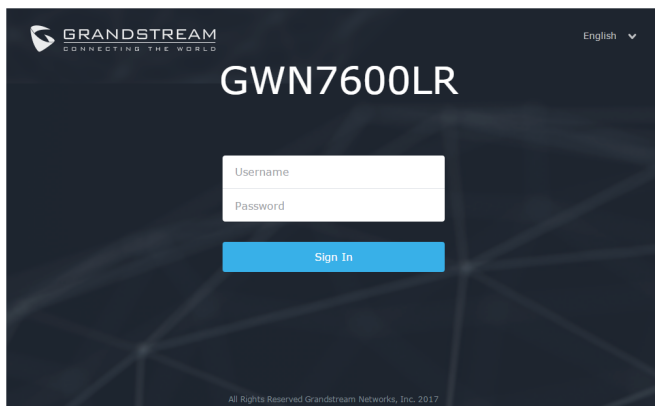 GRANDSTREAM
CONNECTING THE WORLD
English
GWN7600LR
Username
Password
Sign In
All Rights Reserved Grandstream Networks, Inc. 2017